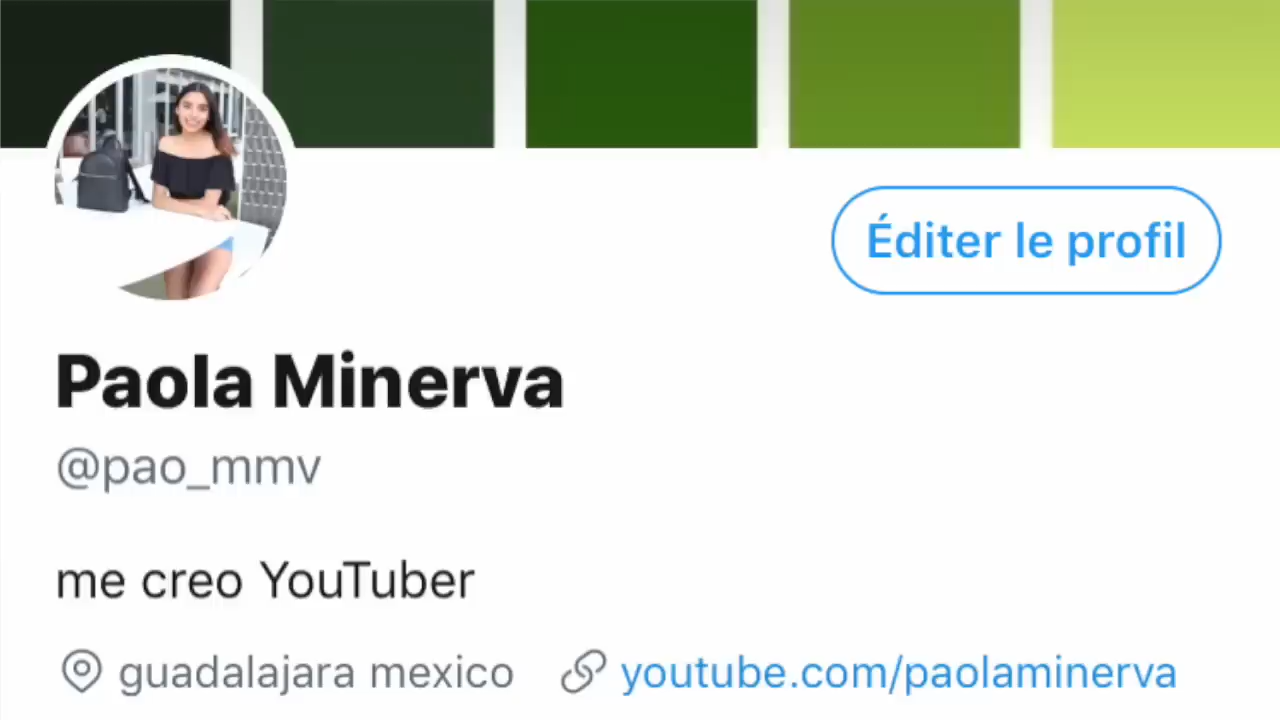 Éditer le profil
Paola Minerva
@pao_mmv
me creo YouTuber
guadalajara mexico youtube.com/paolaminerva